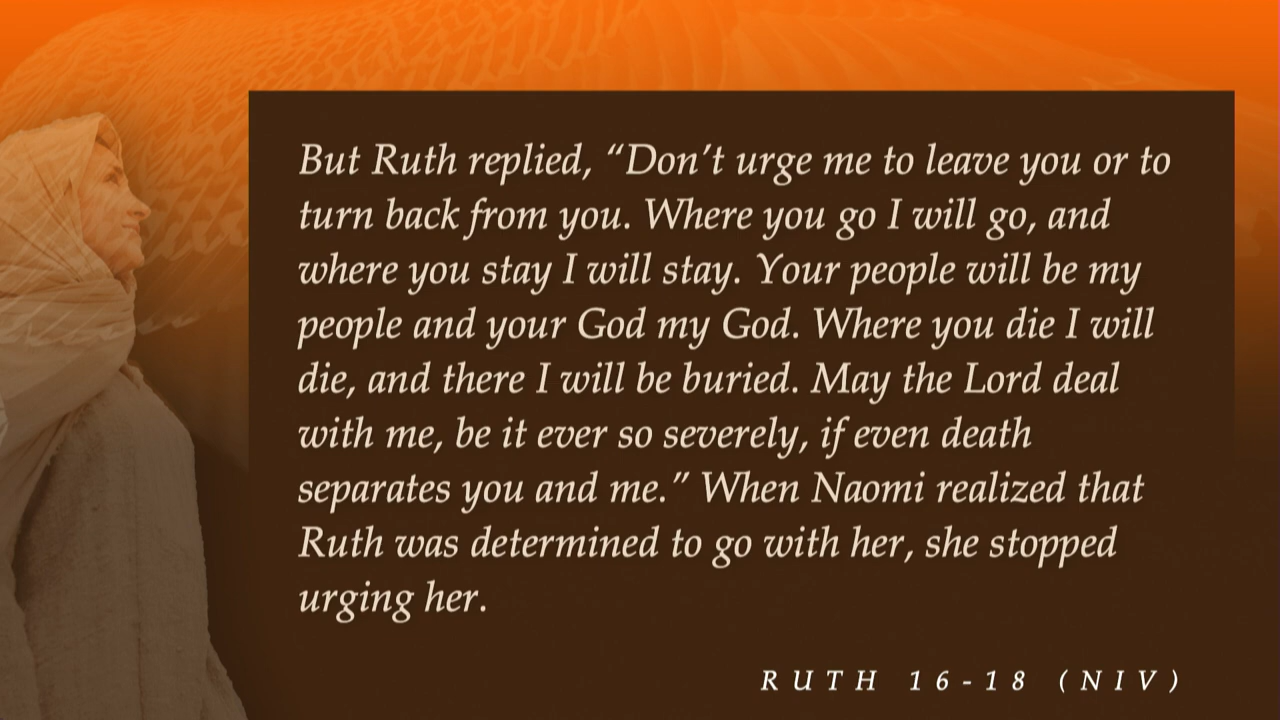 But Ruth replied, “Don’t urge me to leave you or to
turn back from you. Where you go I will go, and
where you stay I will stay. Your people will be my
people and your God my God. Where you die I will
die, and there I will be buried. May the Lord deal
with me, be it ever so severely, if even death
separates you and me.” When Naomi realized that
Ruth was determined to go with her, she stopped
urging her.
RUTH 16-18 (NIV)